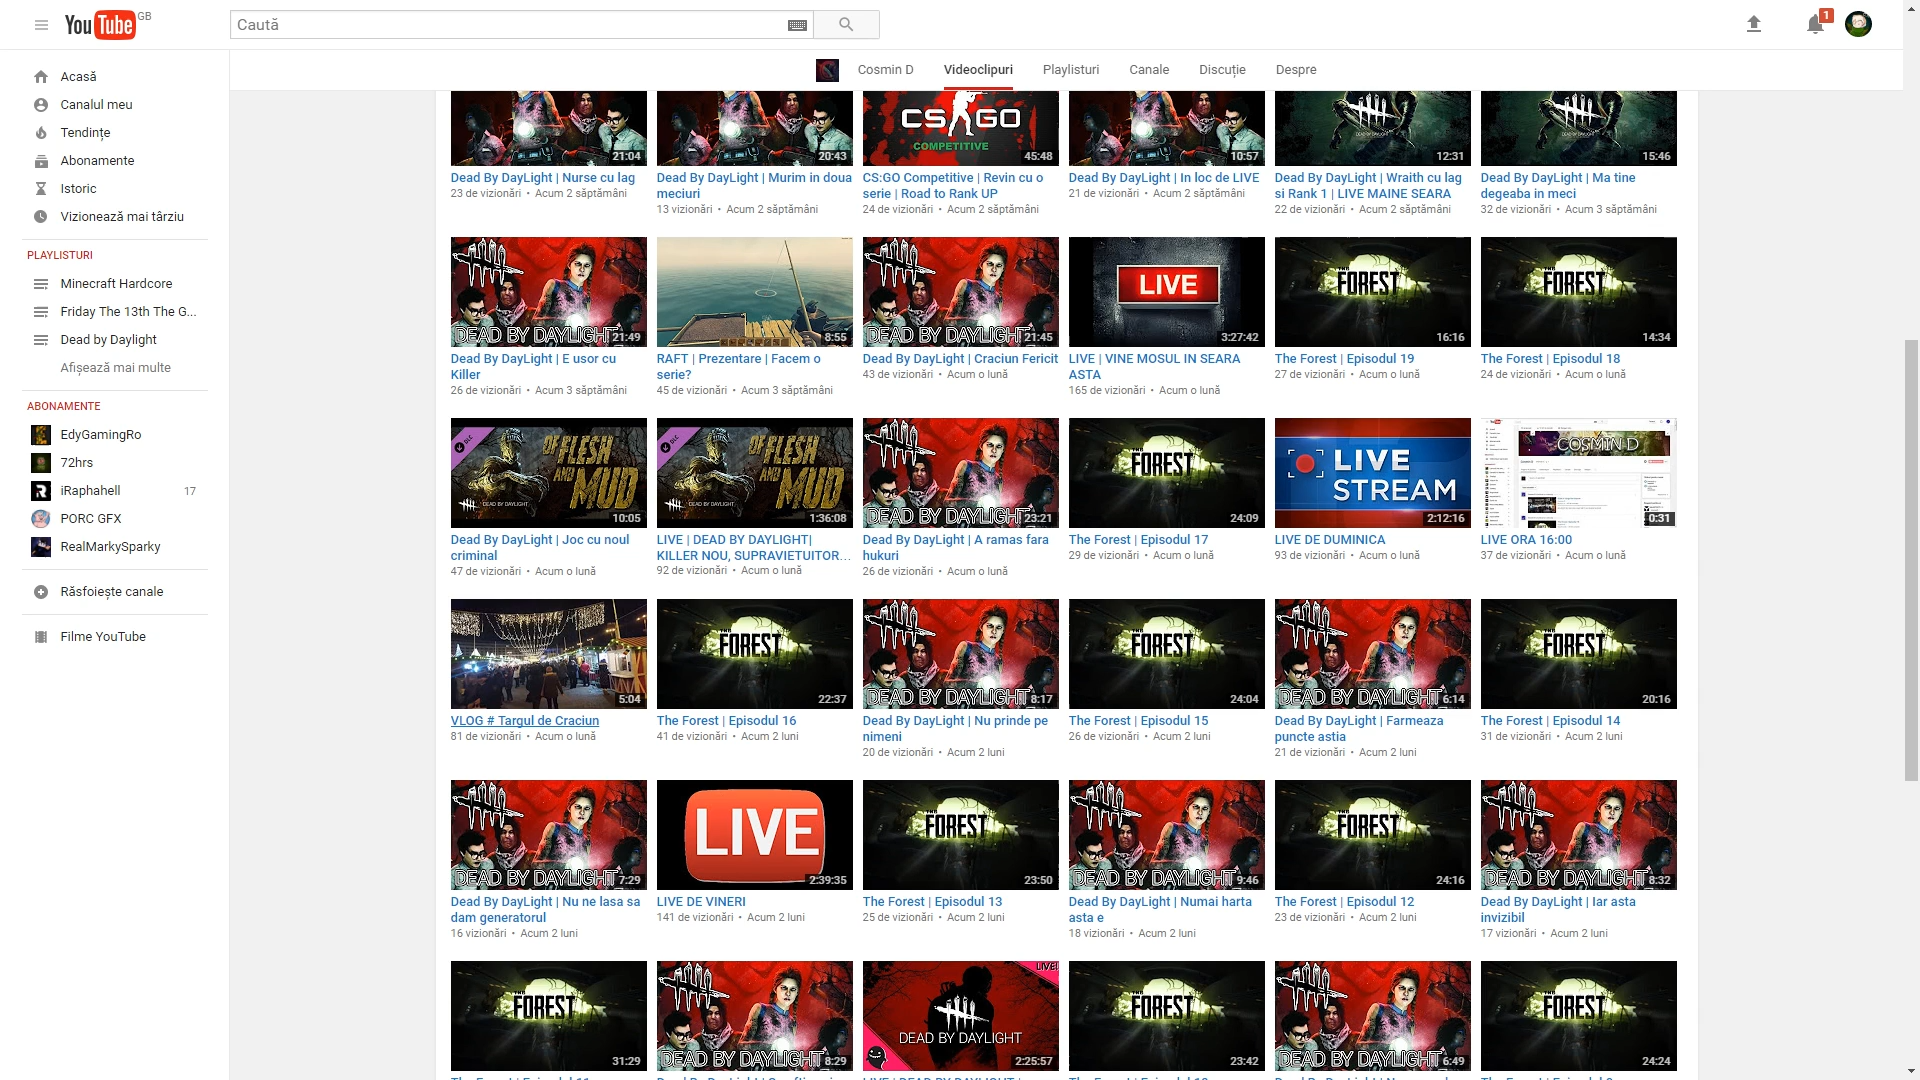 YouTube GB
Caută
1
Cosmin D Videoclipuri Playlisturi Canale Discuție Despre
Acasă
Canalul meu
Tendințe
Abonamente
Istoric
Vizionează mai târziu
PLAYLISTURI
Minecraft Hardcore
Friday The 13th The G...
Dead by Daylight
Afișează mai multe
ABONAMENTE
EdyGamingRo
72hrs
iRaphahell 17
PORC GFX
RealMarkySparky
Răsfoiește canale
Filme YouTube
21:04
Dead By DayLight | Nurse cu lag
23 de vizionări • Acum 2 săptămâni
20:43
Dead By DayLight | Murim in doua
meciuri
13 vizionări • Acum 2 săptămâni
CS GO
COMPETITIVE
45:48
CS:GO Competitive | Revin cu o
serie | Road to Rank UP
24 de vizionări • Acum 2 săptămâni
10:57
Dead By DayLight | In loc de LIVE
21 de vizionări • Acum 2 săptămâni
12:31
Dead By DayLight | Wraith cu lag
si Rank 1 | LIVE MAINE SEARA
22 de vizionări • Acum 2 săptămâni
15:46
Dead By DayLight | Ma tine
degeaba in meci
32 de vizionări • Acum 3 săptămâni
DEAD BY DAYLIGHT
21:49
Dead By DayLight | E usor cu
Killer
26 de vizionări • Acum 3 săptămâni
8:55
RAFT | Prezentare | Facem o
serie?
45 de vizionări • Acum 3 săptămâni
DEAD BY DAYLIGHT
21:45
Dead By DayLight | Craciun Fericit
43 de vizionări • Acum o lună
LIVE
3:27:42
LIVE | VINE MOSUL IN SEARA
ASTA
165 de vizionări • Acum o lună
THE FOREST
16:16
The Forest | Episodul 19
27 de vizionări • Acum o lună
THE FOREST
14:34
The Forest | Episodul 18
24 de vizionări • Acum o lună
DLC
OF FLESH
AND MUD
DEAD BY DAYLIGHT
10:05
Dead By DayLight | Joc cu noul
criminal
47 de vizionări • Acum o lună
DLC
OF FLESH
AND MUD
DEAD BY DAYLIGHT
1:36:08
LIVE | DEAD BY DAYLIGHT|
KILLER NOU, SUPRAVIETUITOR...
92 de vizionări • Acum o lună
DEAD BY DAYLIGHT
23:21
Dead By DayLight | A ramas fara
hukuri
26 de vizionări • Acum o lună
THE FOREST
24:09
The Forest | Episodul 17
29 de vizionări • Acum o lună
LIVE
STREAM
2:12:16
LIVE DE DUMINICA
93 de vizionări • Acum o lună
COSMIN D
0:31
LIVE ORA 16:00
37 de vizionări • Acum o lună
5:04
VLOG # Targul de Craciun
81 de vizionări • Acum o lună
THE FOREST
22:37
The Forest | Episodul 16
41 de vizionări • Acum 2 luni
DEAD BY DAYLIGHT
8:17
Dead By DayLight | Nu prinde pe
nimeni
20 de vizionări • Acum 2 luni
THE FOREST
24:04
The Forest | Episodul 15
26 de vizionări • Acum 2 luni
DEAD BY DAYLIGHT
6:14
Dead By DayLight | Farmeaza
puncte astia
21 de vizionări • Acum 2 luni
THE FOREST
20:16
The Forest | Episodul 14
31 de vizionări • Acum 2 luni
DEAD BY DAYLIGHT
7:29
Dead By DayLight | Nu ne lasa sa
dam generatorul
16 vizionări • Acum 2 luni
LIVE
2:39:35
LIVE DE VINERI
141 de vizionări • Acum 2 luni
THE FOREST
23:50
The Forest | Episodul 13
25 de vizionări • Acum 2 luni
DEAD BY DAYLIGHT
9:46
Dead By DayLight | Numai harta
asta e
18 vizionări • Acum 2 luni
THE FOREST
24:16
The Forest | Episodul 12
23 de vizionări • Acum 2 luni
DEAD BY DAYLIGHT
8:32
Dead By DayLight | Iar asta
invizibil
17 vizionări • Acum 2 luni
THE FOREST
31:29
DEAD BY DAYLIGHT
8:29
LIVE!
DEAD BY DAYLIGHT
2:25:57
THE FOREST
23:42
DEAD BY DAYLIGHT
6:49
THE FOREST
24:24